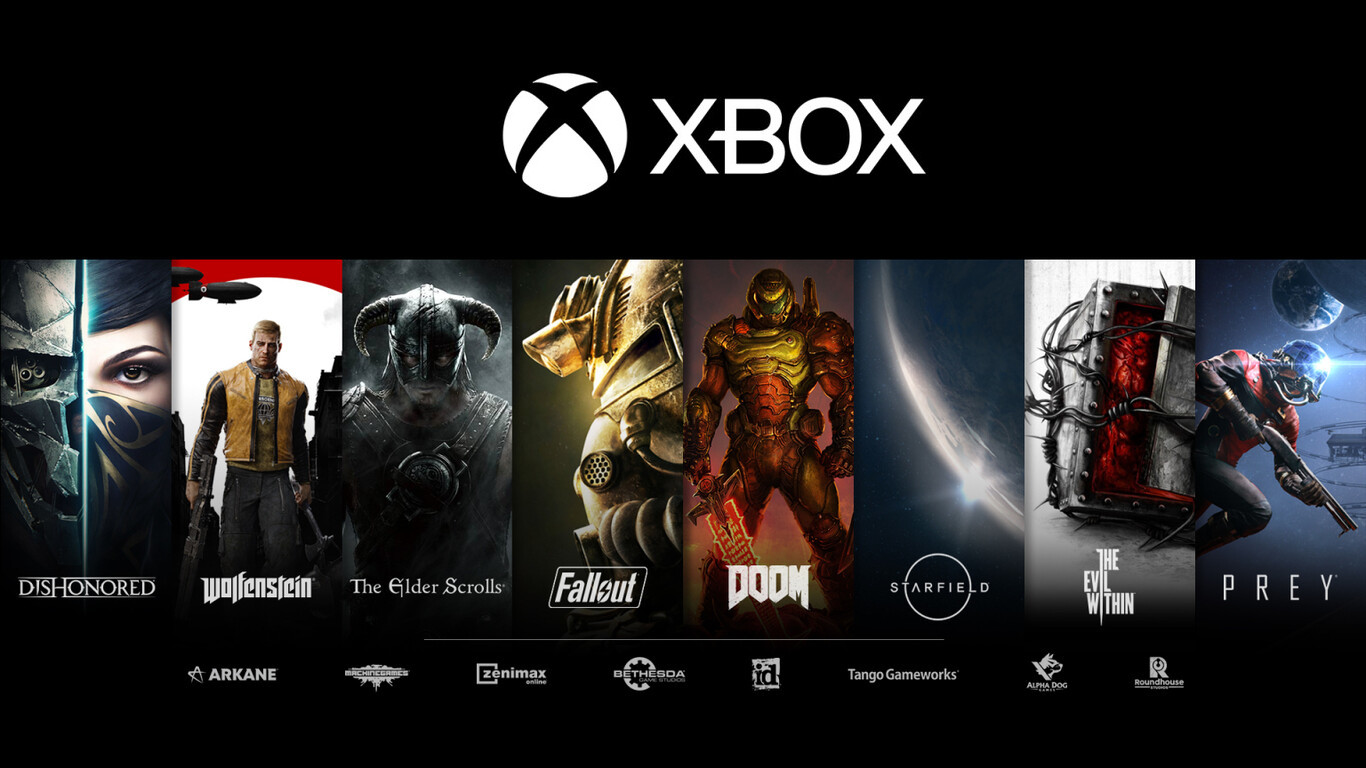 XBOX
DISHONORED
Wolfenstein
The Elder Scrolls
Fallout
DOOM
STARFIELD
THE
EVIL
WITHIN
PREY
ARKANE
MACHINEGAMES
Zenimax
online
BETHESDA
GAME STUDIOS
id
Tango Gameworks
ALPHA DOG
GAMES
Roundhouse
STUDIOS